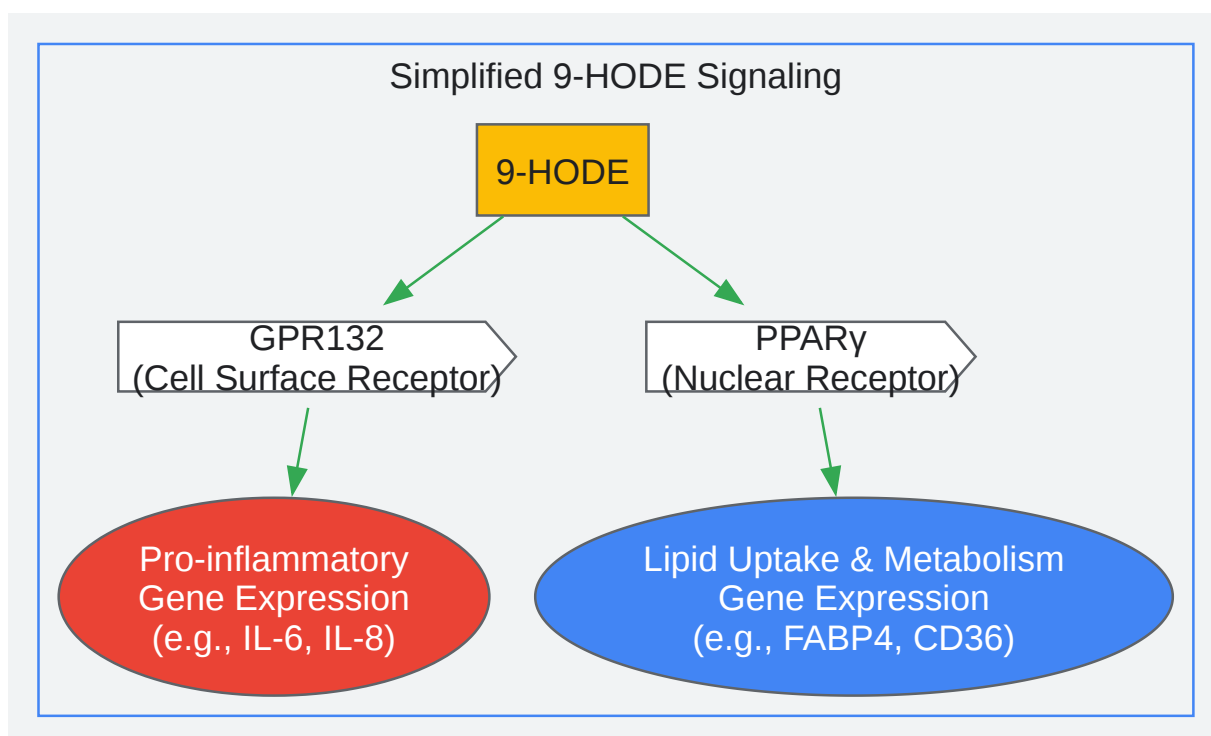 Simplified 9-HODE Signaling
9-HODE
GPR132
(Cell Surface Receptor)
PPARγ
(Nuclear Receptor)
Pro-inflammatory
Gene Expression
(e.g., IL-6, IL-8)
Lipid Uptake & Metabolism
Gene Expression
(e.g., FABP4, CD36)